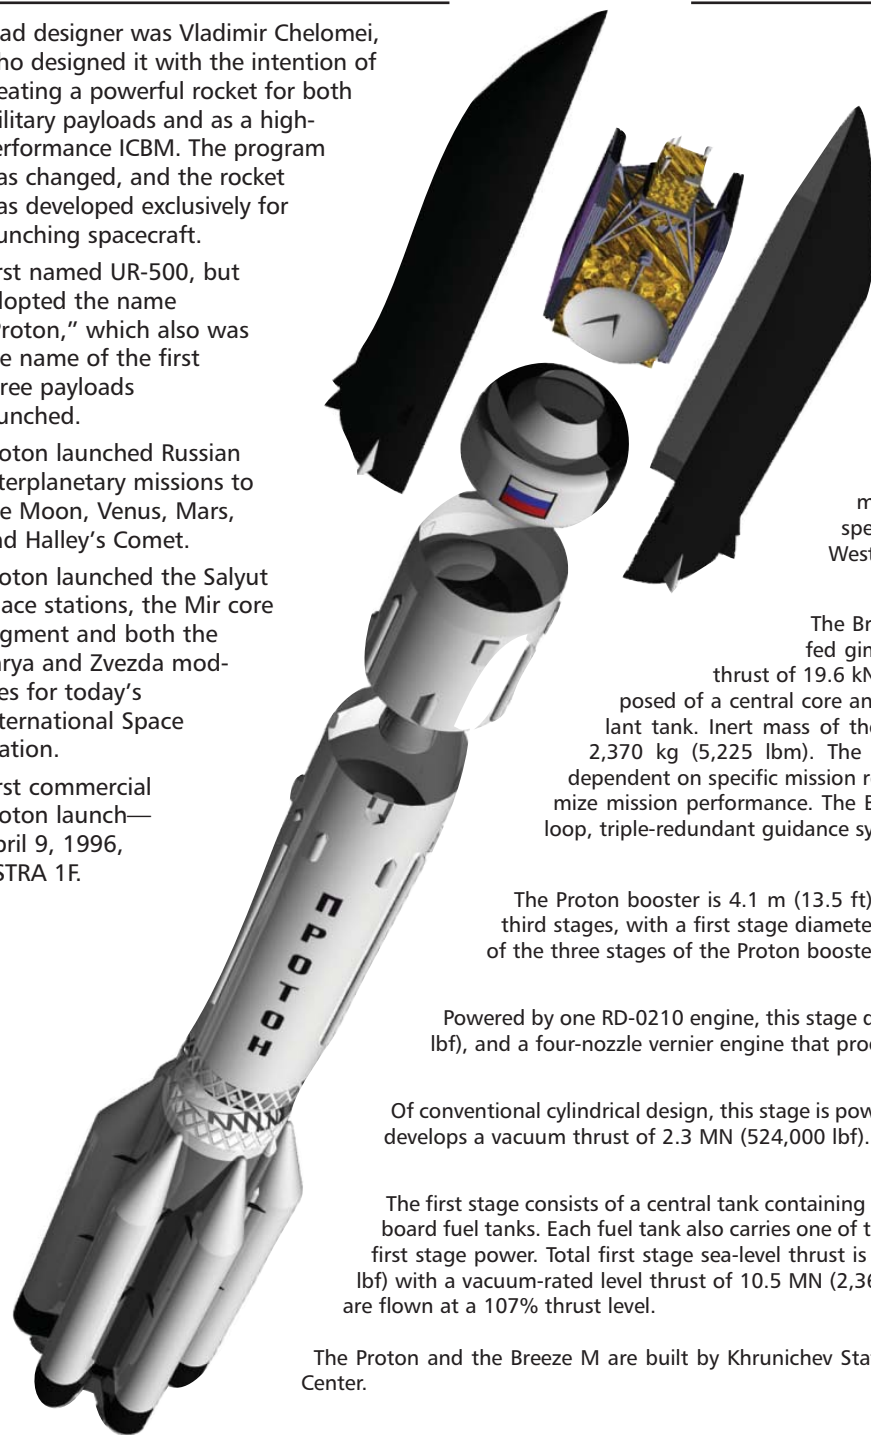 ad designer was Vladimir Chelomei,
ho designed it with the intention of
eating a powerful rocket for both
ilitary payloads and as a high-
erformance ICBM. The program
as changed, and the rocket
as developed exclusively for
unching spacecraft.
rst named UR-500, but
dopted the name
roton,” which also was
e name of the first
ree payloads
unched.
oton launched Russian
terplanetary missions to
e Moon, Venus, Mars,
nd Halley’s Comet.
oton launched the Salyut
ace stations, the Mir core
gment and both the
arya and Zvezda mod-
es for today’s
ternational Space
ation.
rst commercial
oton launch—
pril 9, 1996,
STRA 1F.
ПРОТОН
m
spe
West
The Br
fed gin
thrust of 19.6 kN
posed of a central core an
lant tank. Inert mass of the
2,370 kg (5,225 lbm). The
dependent on specific mission r
mize mission performance. The B
loop, triple-redundant guidance sy
The Proton booster is 4.1 m (13.5 ft)
third stages, with a first stage diamete
of the three stages of the Proton booster
Powered by one RD-0210 engine, this stage d
lbf), and a four-nozzle vernier engine that prod
Of conventional cylindrical design, this stage is pow
develops a vacuum thrust of 2.3 MN (524,000 lbf).
The first stage consists of a central tank containing
board fuel tanks. Each fuel tank also carries one of t
first stage power. Total first stage sea-level thrust is
lbf) with a vacuum-rated level thrust of 10.5 MN (2,36
are flown at a 107% thrust level.
The Proton and the Breeze M are built by Khrunichev Stat
Center.